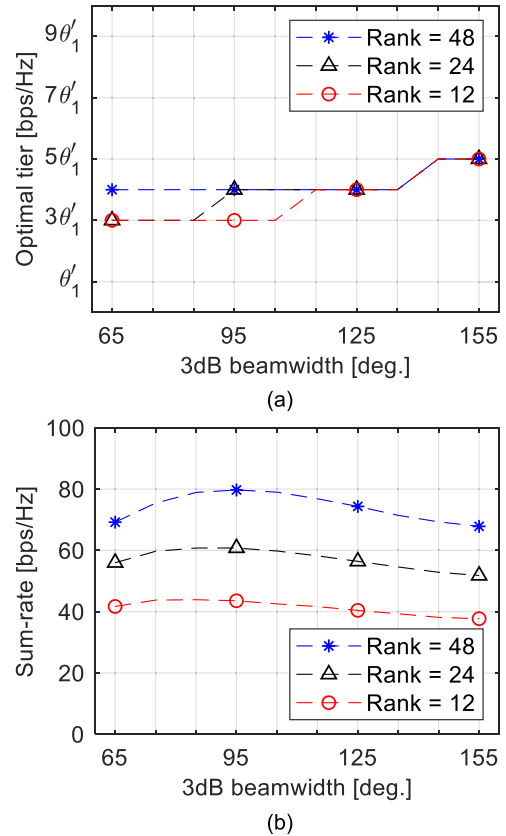 Optimal tier [bps/Hz]
9θ′₁
7θ′₁
5θ′₁
3θ′₁
θ′₁
Rank = 48
Rank = 24
Rank = 12
65 95 125 155
3dB beamwidth [deg.]
(a)
Sum-rate [bps/Hz]
100
80
60
40
20
0
Rank = 48
Rank = 24
Rank = 12
65 95 125 155
3dB beamwidth [deg.]
(b)